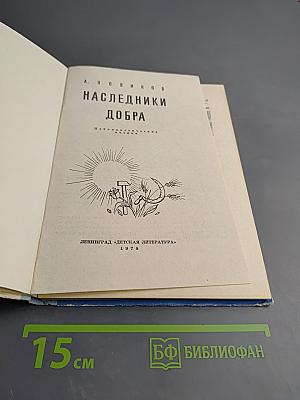 А. НОВИКОВ
НАСЛЕДНИКИ
ДОБРА
ЛЕНИНГРАД «ДЕТСКАЯ ЛИТЕРАТУРА»
1978
15 см
БФ БИБЛИОФАН